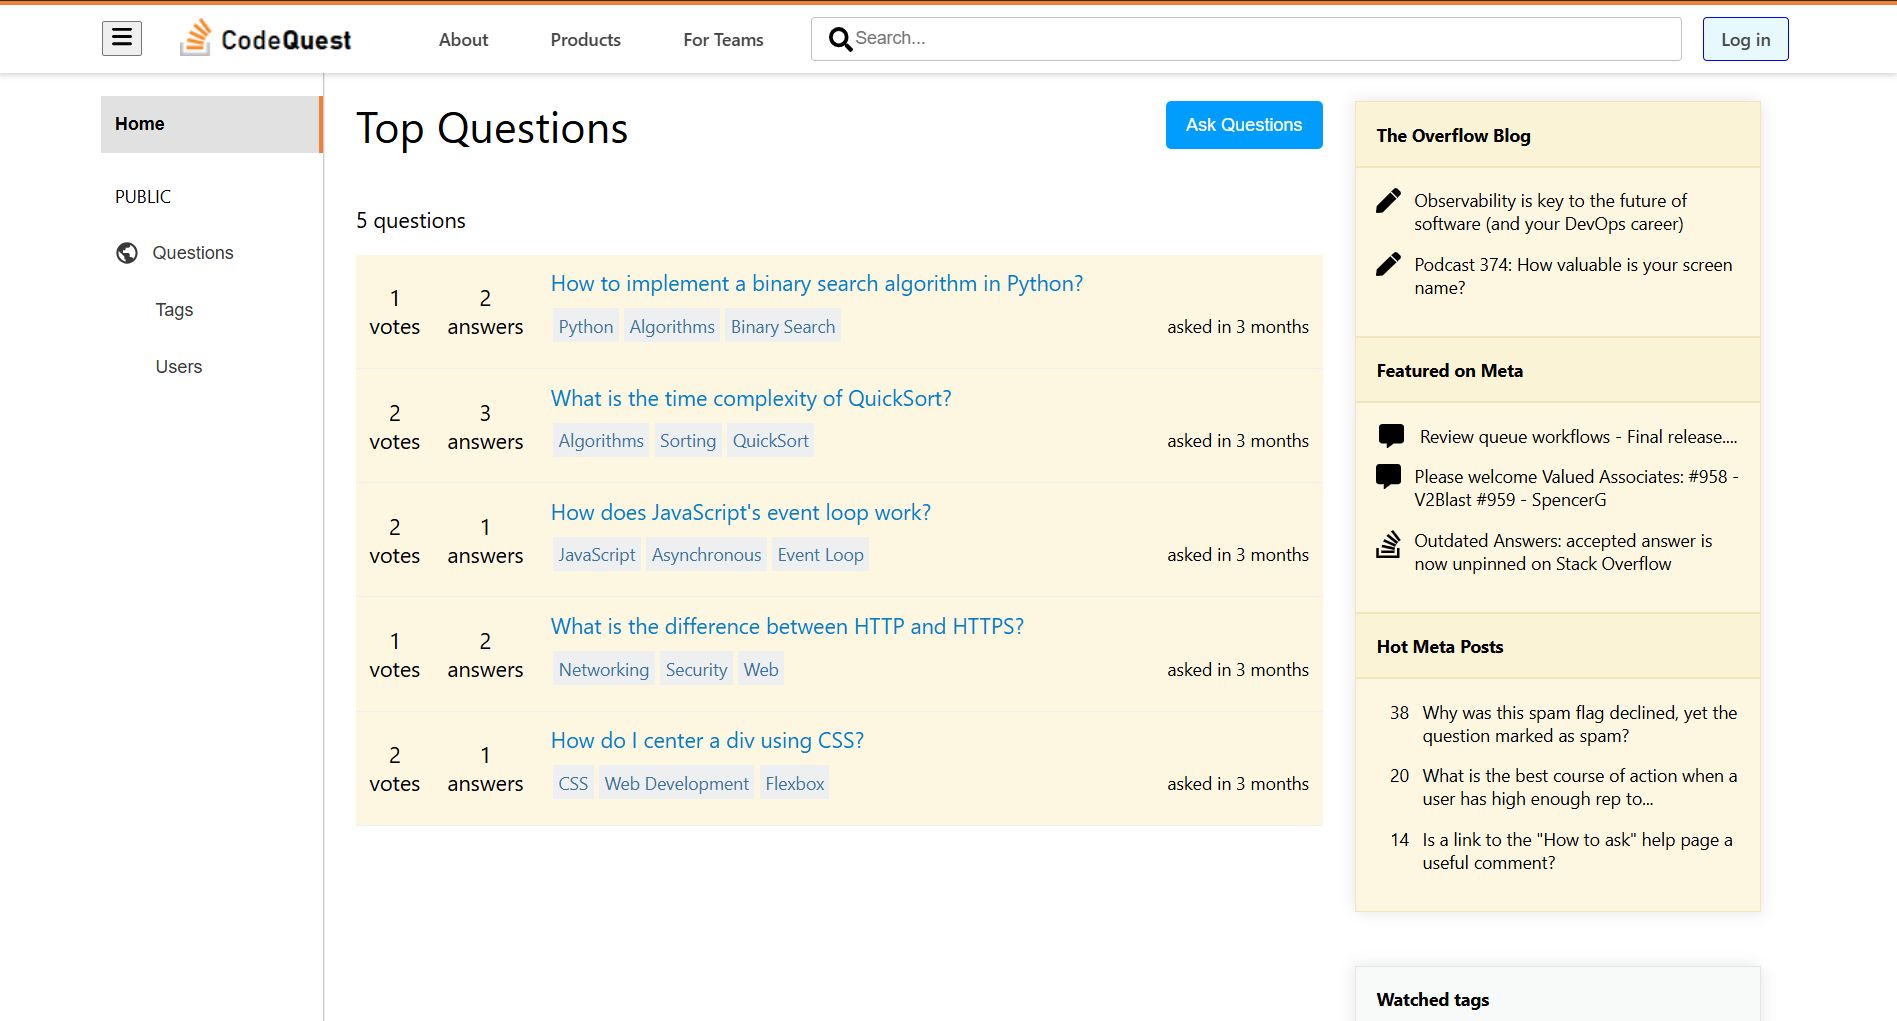 CodeQuest
About
Products
For Teams
Search...
Log in
Home
PUBLIC
Questions
Tags
Users
Top Questions
Ask Questions
5 questions
1 votes
2 answers
How to implement a binary search algorithm in Python?
Python Algorithms Binary Search
asked in 3 months
2 votes
3 answers
What is the time complexity of QuickSort?
Algorithms Sorting QuickSort
asked in 3 months
2 votes
1 answers
How does JavaScript's event loop work?
JavaScript Asynchronous Event Loop
asked in 3 months
1 votes
2 answers
What is the difference between HTTP and HTTPS?
Networking Security Web
asked in 3 months
2 votes
1 answers
How do I center a div using CSS?
CSS Web Development Flexbox
asked in 3 months
The Overflow Blog
Observability is key to the future of
software (and your DevOps career)
Podcast 374: How valuable is your screen
name?
Featured on Meta
Review queue workflows - Final release....
Please welcome Valued Associates: #958 -
V2Blast #959 - SpencerG
Outdated Answers: accepted answer is
now unpinned on Stack Overflow
Hot Meta Posts
38 Why was this spam flag declined, yet the
question marked as spam?
20 What is the best course of action when a
user has high enough rep to...
14 Is a link to the "How to ask" help page a
useful comment?
Watched tags